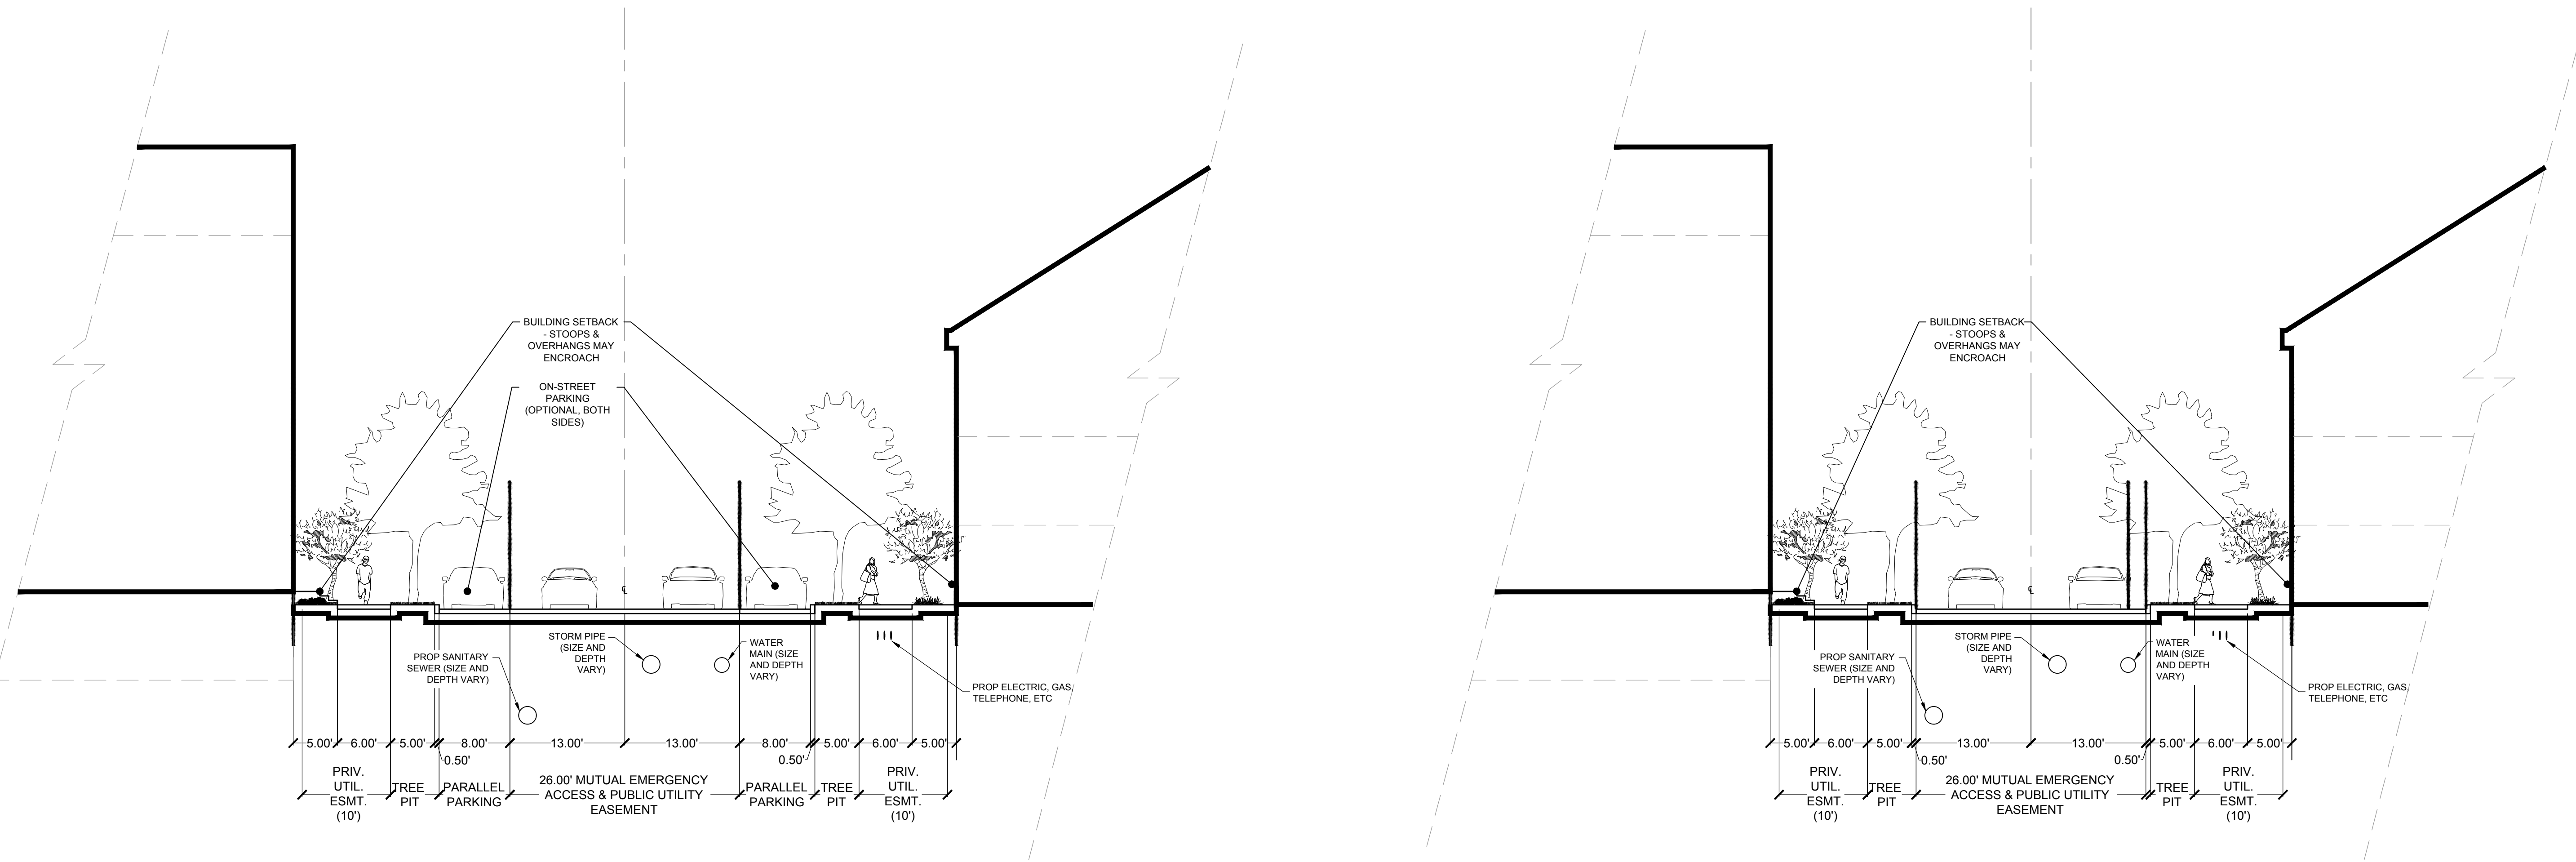 BUILDING SETBACK
- STOOPS &
OVERHANGS MAY
ENCROACH
ON-STREET
PARKING
(OPTIONAL, BOTH
SIDES)
℄
STORM PIPE
(SIZE AND
DEPTH
VARY)
WATER
MAIN (SIZE
AND DEPTH
VARY)
PROP SANITARY
SEWER (SIZE AND
DEPTH VARY)
PROP ELECTRIC, GAS,
TELEPHONE, ETC
5.00' 6.00' 5.00' 8.00' 13.00' 13.00' 8.00' 5.00' 6.00' 5.00'
0.50' 0.50'
PRIV.
UTIL.
ESMT.
(10')
TREE
PIT
PARALLEL
PARKING
26.00' MUTUAL EMERGENCY
ACCESS & PUBLIC UTILITY
EASEMENT
PARALLEL
PARKING
TREE
PIT
PRIV.
UTIL.
ESMT.
(10')
BUILDING SETBACK
- STOOPS &
OVERHANGS MAY
ENCROACH
℄
STORM PIPE
(SIZE AND
DEPTH
VARY)
WATER
MAIN (SIZE
AND DEPTH
VARY)
PROP SANITARY
SEWER (SIZE AND
DEPTH VARY)
PROP ELECTRIC, GAS,
TELEPHONE, ETC
5.00' 6.00' 5.00' 13.00' 13.00' 5.00' 6.00' 5.00'
0.50' 0.50'
PRIV.
UTIL.
ESMT.
(10')
TREE
PIT
26.00' MUTUAL EMERGENCY
ACCESS & PUBLIC UTILITY
EASEMENT
TREE
PIT
PRIV.
UTIL.
ESMT.
(10')